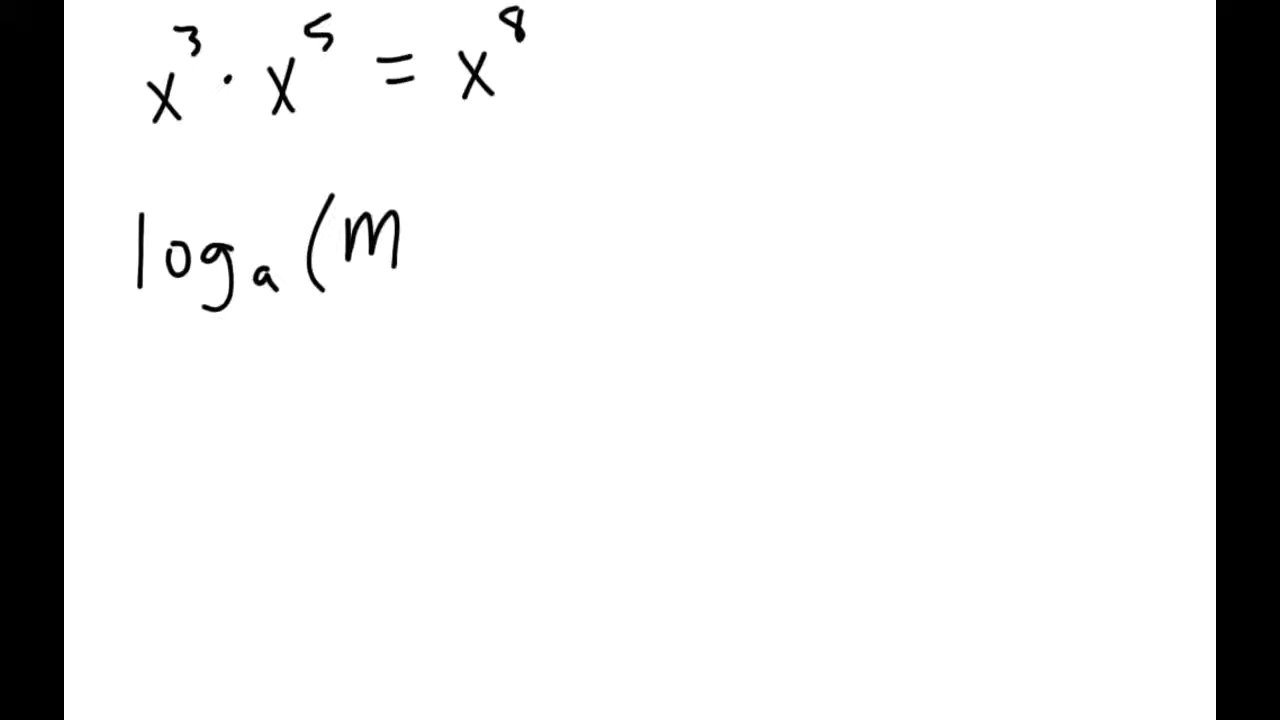 x³ · x⁵ = x⁸
logₐ (M